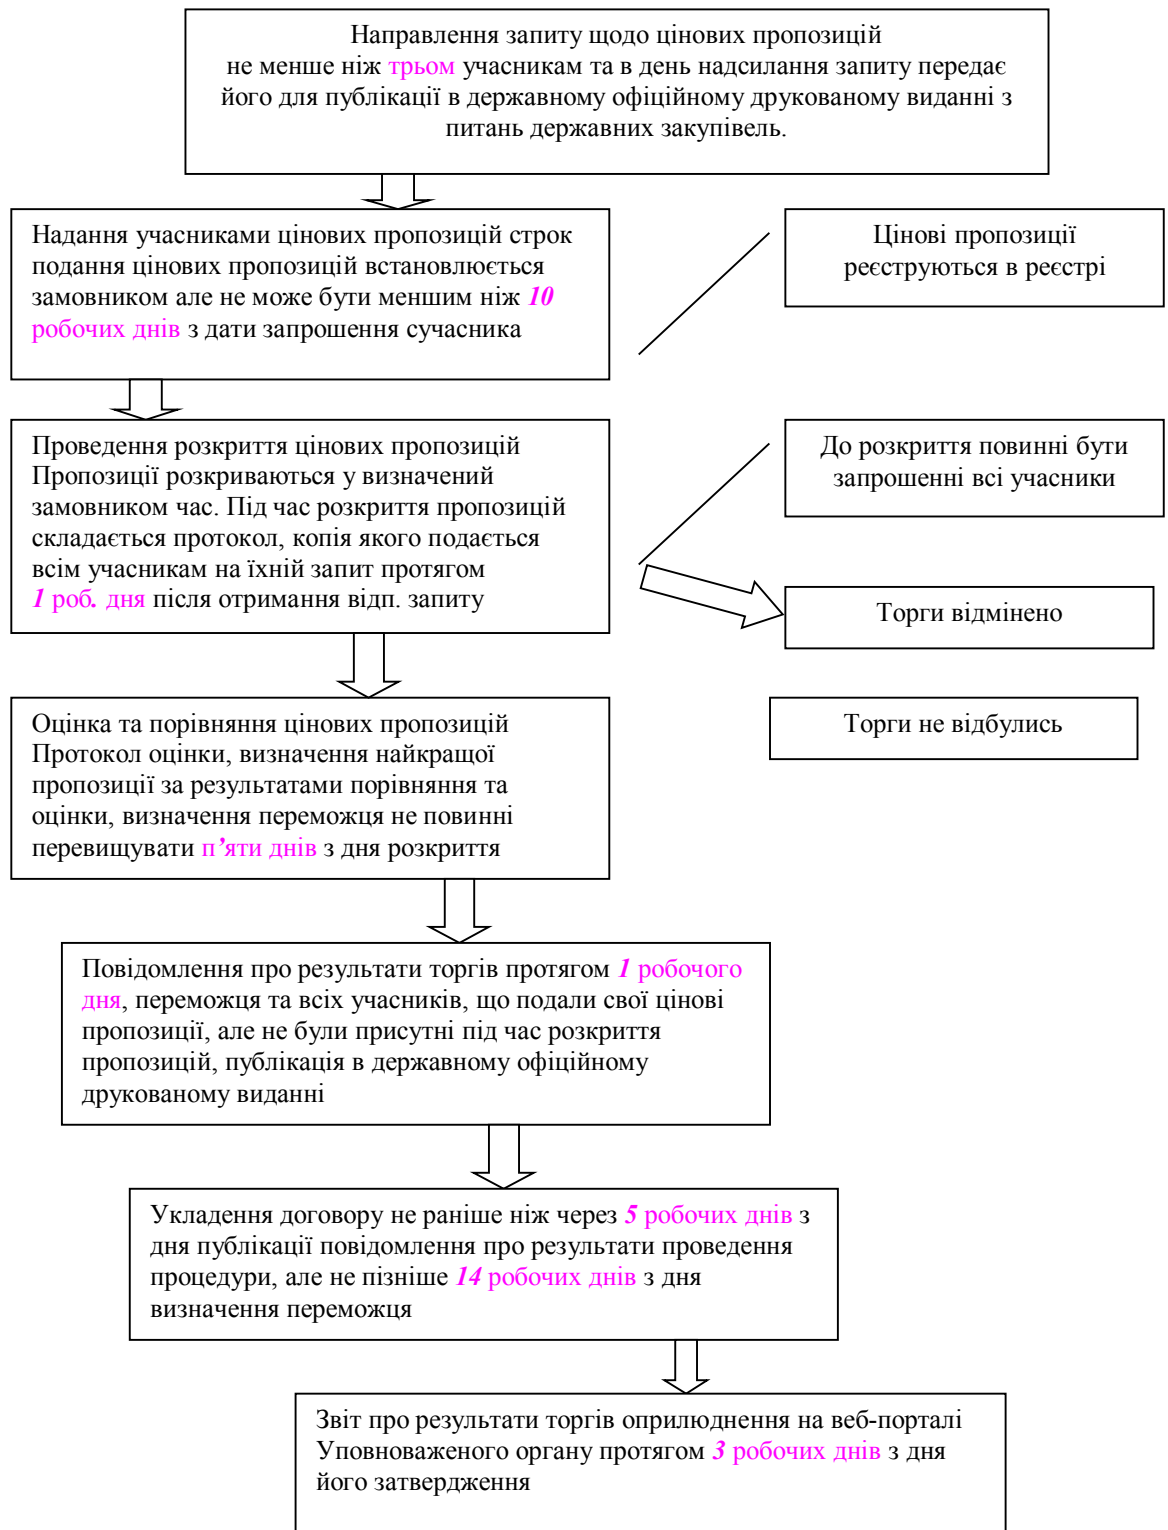 Направлення запиту щодо цінових пропозицій
не менше ніж трьом учасникам та в день надсилання запиту передає
його для публікації в державному офіційному друкованому виданні з
питань державних закупівель.
Надання учасниками цінових пропозицій строк
подання цінових пропозицій встановлюється
замовником але не може бути меншим ніж 10
робочих днів з дати запрошення сучасника
Цінові пропозиції
реєструються в реєстрі
Проведення розкриття цінових пропозицій
Пропозиції розкриваються у визначений
замовником час. Під час розкриття пропозицій
складається протокол, копія якого подається
всім учасникам на їхній запит протягом
1 роб. дня після отримання відп. запиту
До розкриття повинні бути
запрошенні всі учасники
Торги відмінено
Оцінка та порівняння цінових пропозицій
Протокол оцінки, визначення найкращої
пропозиції за результатами порівняння та
оцінки, визначення переможця не повинні
перевищувати п’яти днів з дня розкриття
Торги не відбулись
Повідомлення про результати торгів протягом 1 робочого
дня, переможця та всіх учасників, що подали свої цінові
пропозиції, але не були присутні під час розкриття
пропозицій, публікація в державному офіційному
друкованому виданні
Укладення договору не раніше ніж через 5 робочих днів з
дня публікації повідомлення про результати проведення
процедури, але не пізніше 14 робочих днів з дня
визначення переможця
Звіт про результати торгів оприлюднення на веб-порталі
Уповноваженого органу протягом 3 робочих днів з дня
його затвердження